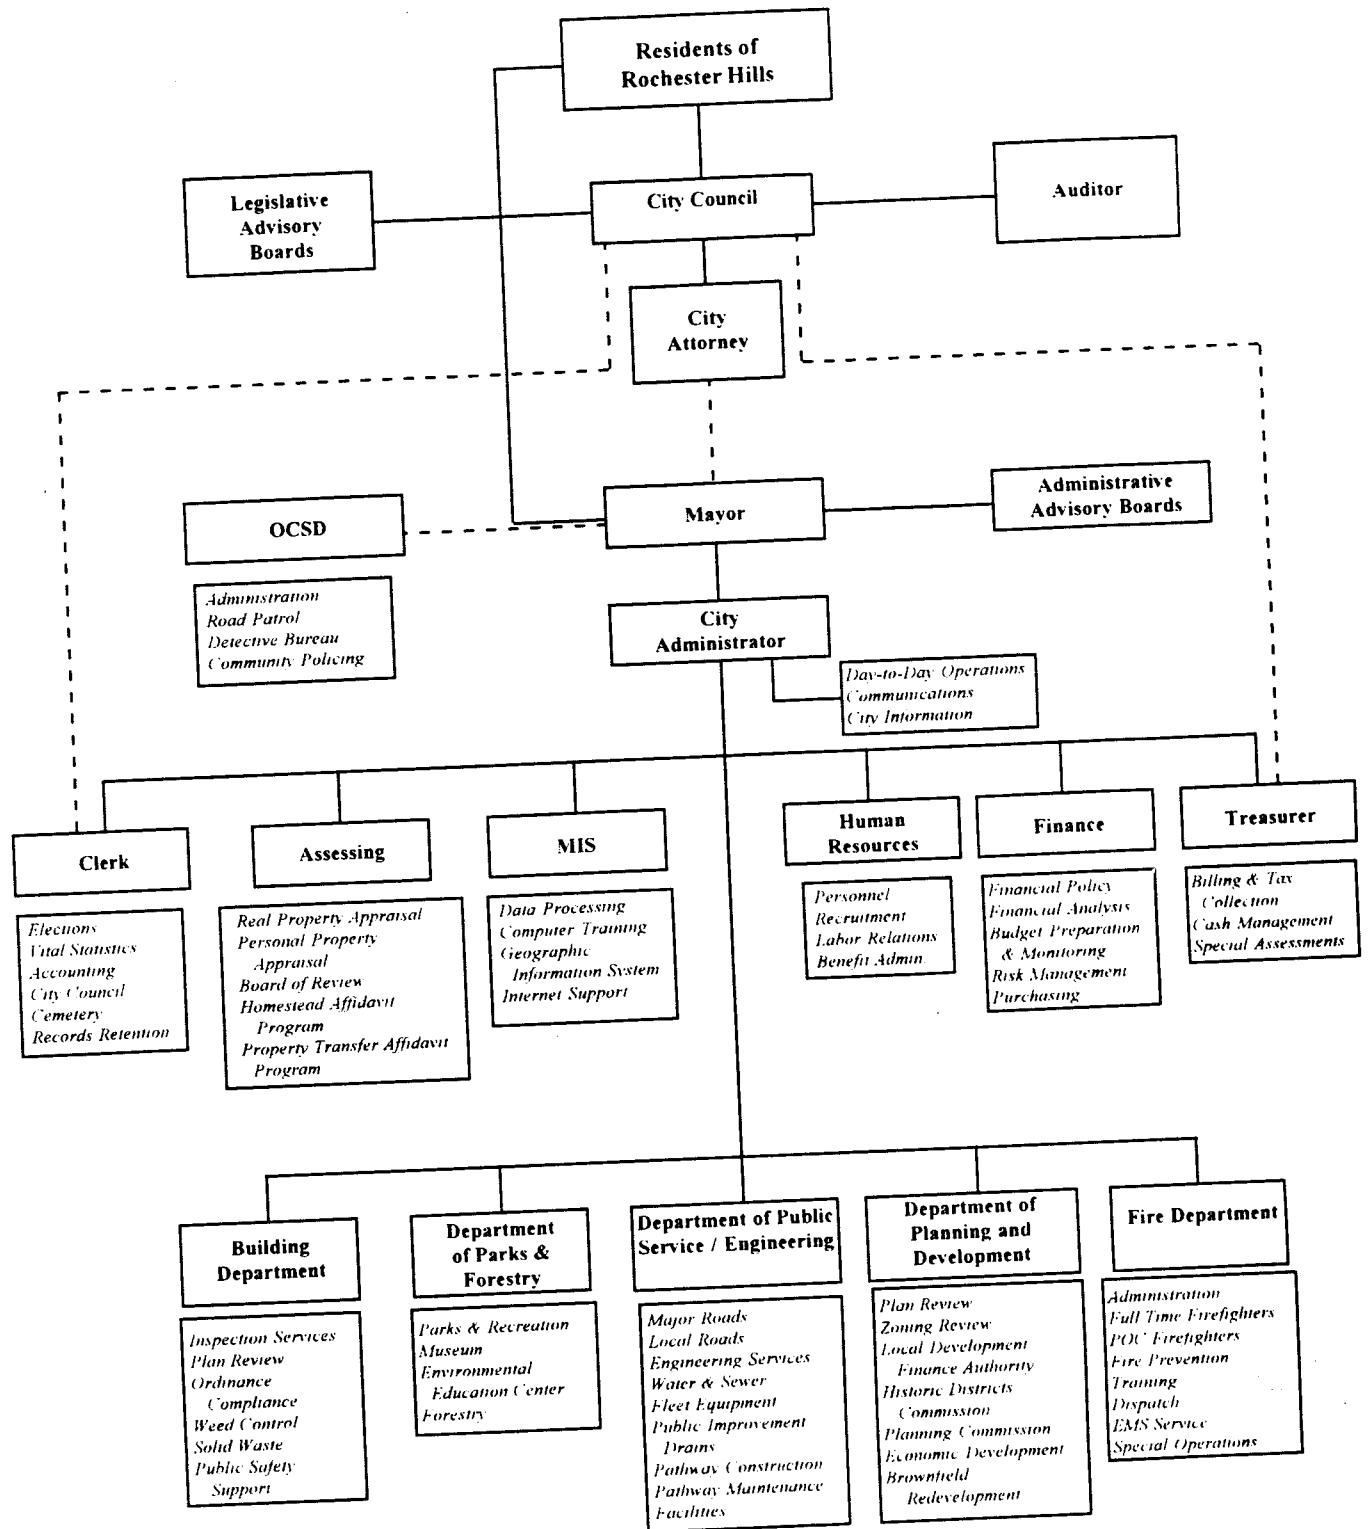 Residents of
Rochester Hills
Legislative
Advisory
Boards
City Council
Auditor
City
Attorney
OCSD
Mayor
Administrative
Advisory Boards
Administration
Road Patrol
Detective Bureau
Community Policing
City
Administrator
Day-to-Day Operations
Communications
City Information
Clerk
Elections
Vital Statistics
Accounting
City Council
Cemetery
Records Retention
Assessing
Real Property Appraisal
Personal Property
Appraisal
Board of Review
Homestead Affidavit
Program
Property Transfer Affidavit
Program
MIS
Data Processing
Computer Training
Geographic
Information System
Internet Support
Human
Resources
Personnel
Recruitment
Labor Relations
Benefit Admin.
Finance
Financial Policy
Financial Analysis
Budget Preparation
& Monitoring
Risk Management
Purchasing
Treasurer
Billing & Tax
Collection
Cash Management
Special Assessments
Building
Department
Inspection Services
Plan Review
Ordinance
Compliance
Weed Control
Solid Waste
Public Safety
Support
Department
of Parks &
Forestry
Parks & Recreation
Museum
Environmental
Education Center
Forestry
Department of Public
Service / Engineering
Major Roads
Local Roads
Engineering Services
Water & Sewer
Fleet Equipment
Public Improvement
Drains
Pathway Construction
Pathway Maintenance
Facilities
Department of
Planning and
Development
Plan Review
Zoning Review
Local Development
Finance Authority
Historic Districts
Commission
Planning Commission
Economic Development
Brownfield
Redevelopment
Fire Department
Administration
Full Time Firefighters
POC Firefighters
Fire Prevention
Training
Dispatch
EMS Service
Special Operations